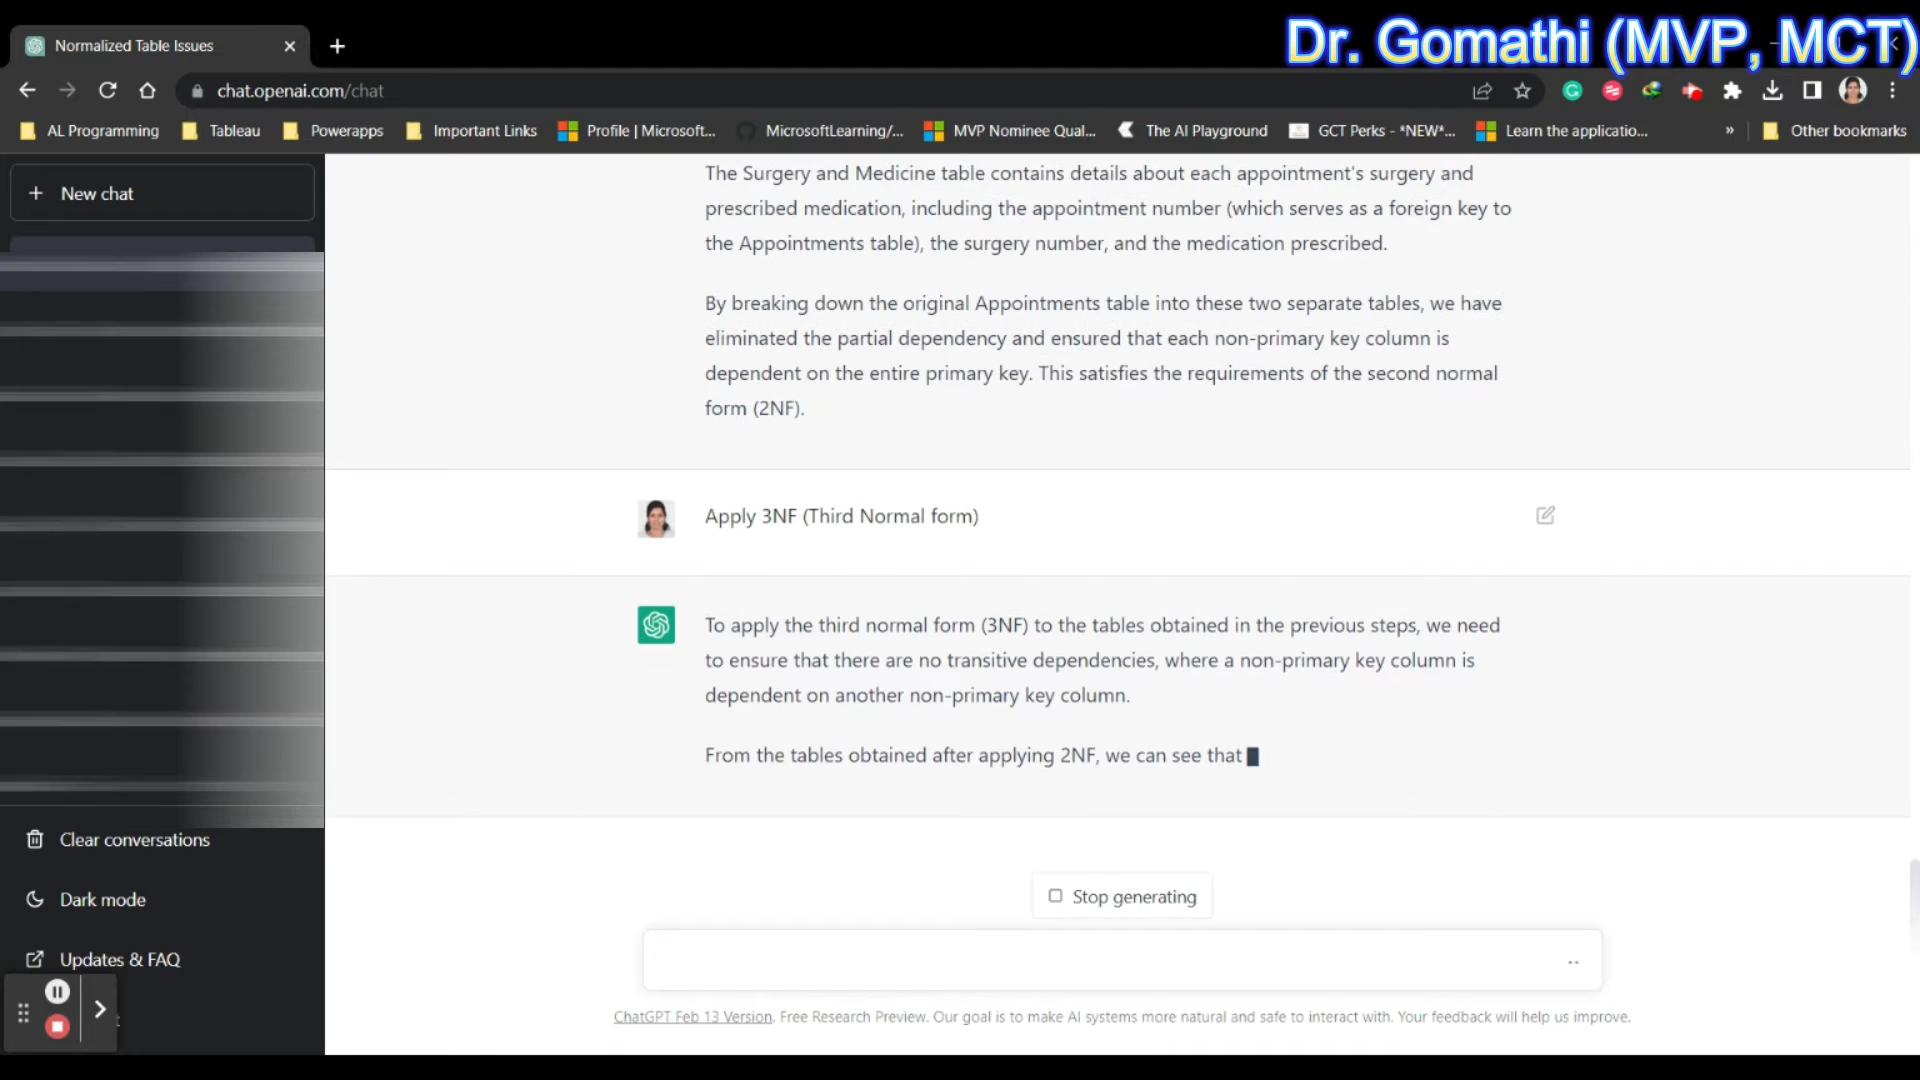 Normalized Table Issues
Dr. Gomathi (MVP, MCT)
chat.openai.com/chat
AL Programming
Tableau
Powerapps
Important Links
Profile | Microsoft...
MicrosoftLearning/...
MVP Nominee Qual...
The AI Playground
GCT Perks - *NEW*...
Learn the applicatio...
»
Other bookmarks
+ New chat
The Surgery and Medicine table contains details about each appointment's surgery and
prescribed medication, including the appointment number (which serves as a foreign key to
the Appointments table), the surgery number, and the medication prescribed.
By breaking down the original Appointments table into these two separate tables, we have
eliminated the partial dependency and ensured that each non-primary key column is
dependent on the entire primary key. This satisfies the requirements of the second normal
form (2NF).
Apply 3NF (Third Normal form)
To apply the third normal form (3NF) to the tables obtained in the previous steps, we need
to ensure that there are no transitive dependencies, where a non-primary key column is
dependent on another non-primary key column.
From the tables obtained after applying 2NF, we can see that
Clear conversations
Dark mode
Updates & FAQ
Stop generating
ChatGPT Feb 13 Version. Free Research Preview. Our goal is to make AI systems more natural and safe to interact with. Your feedback will help us improve.